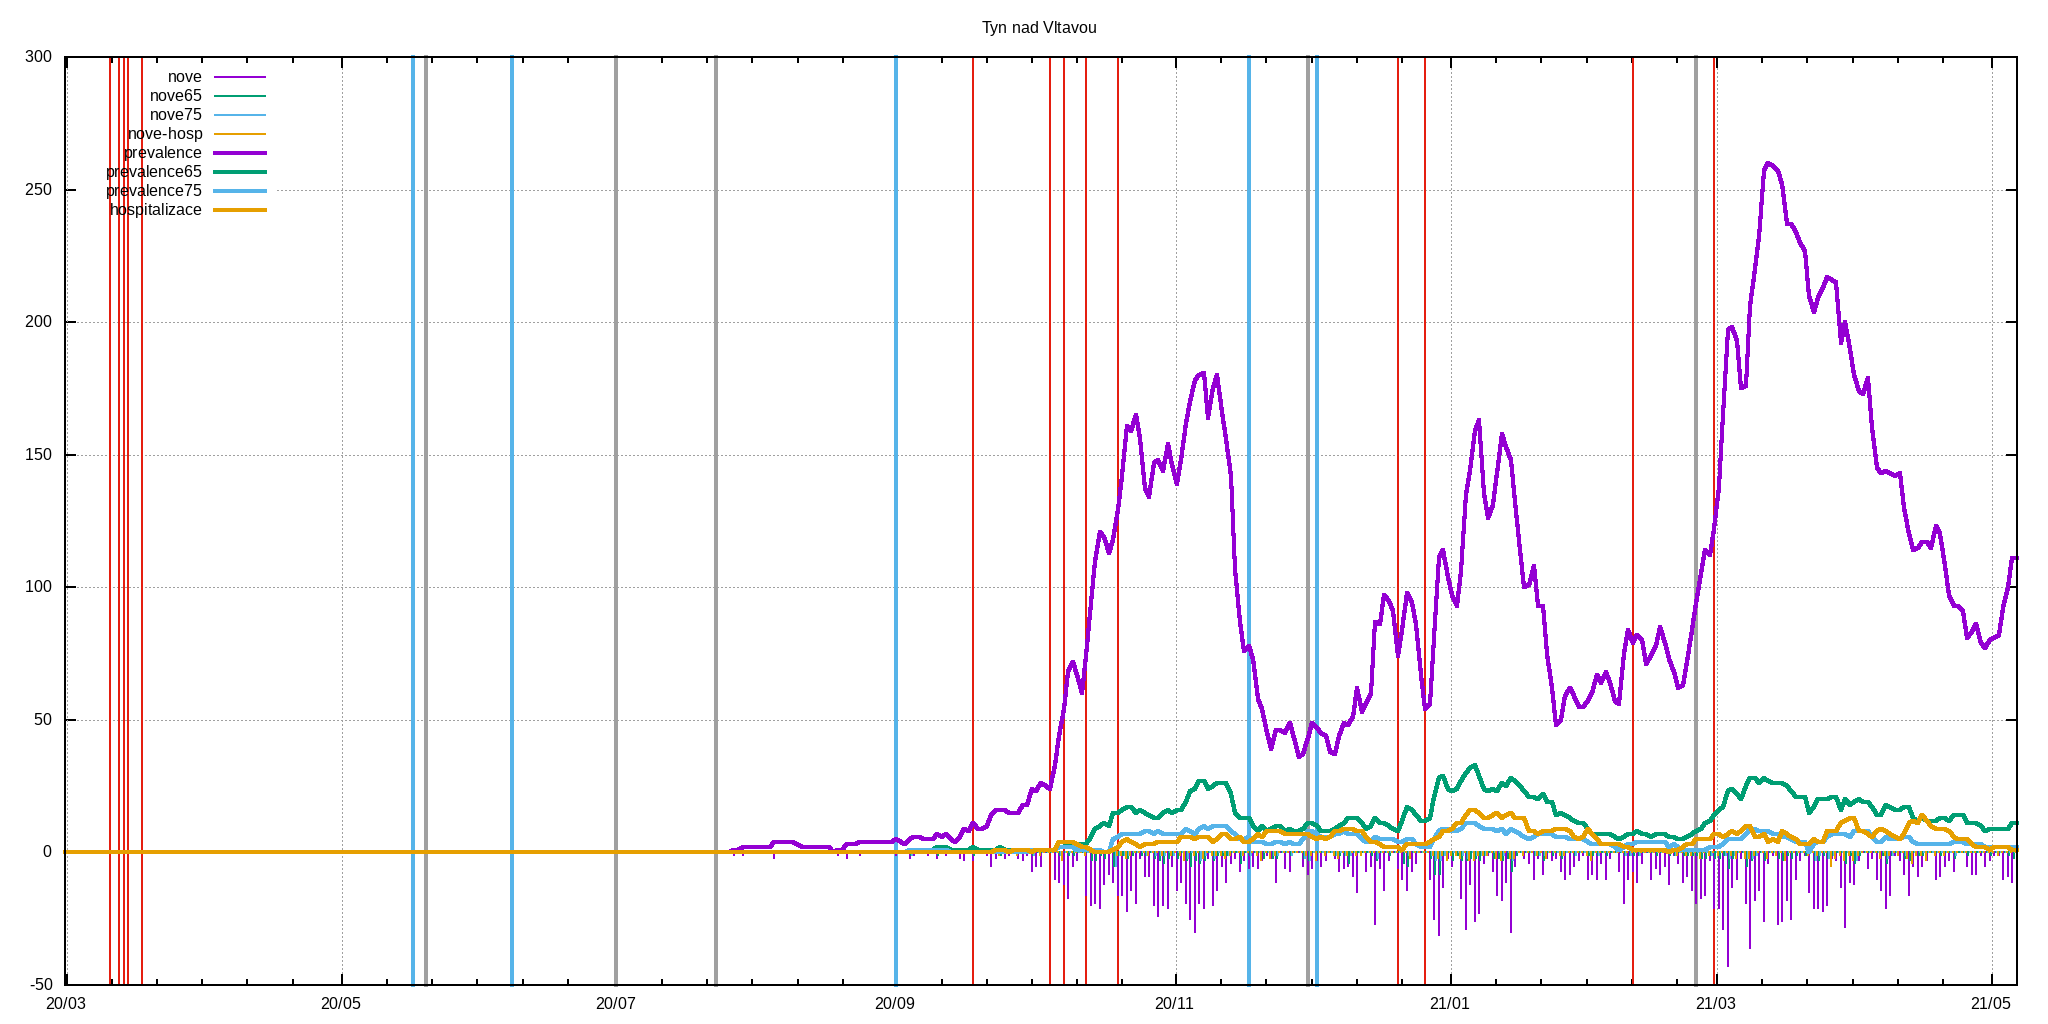 Tyn nad Vltavou
300
250
200
150
100
50
0
-50
nove
nove65
nove75
nove-hosp
prevalence
prevalence65
prevalence75
hospitalizace
20/03 20/05 20/07 20/09 20/11 21/01 21/03 21/05